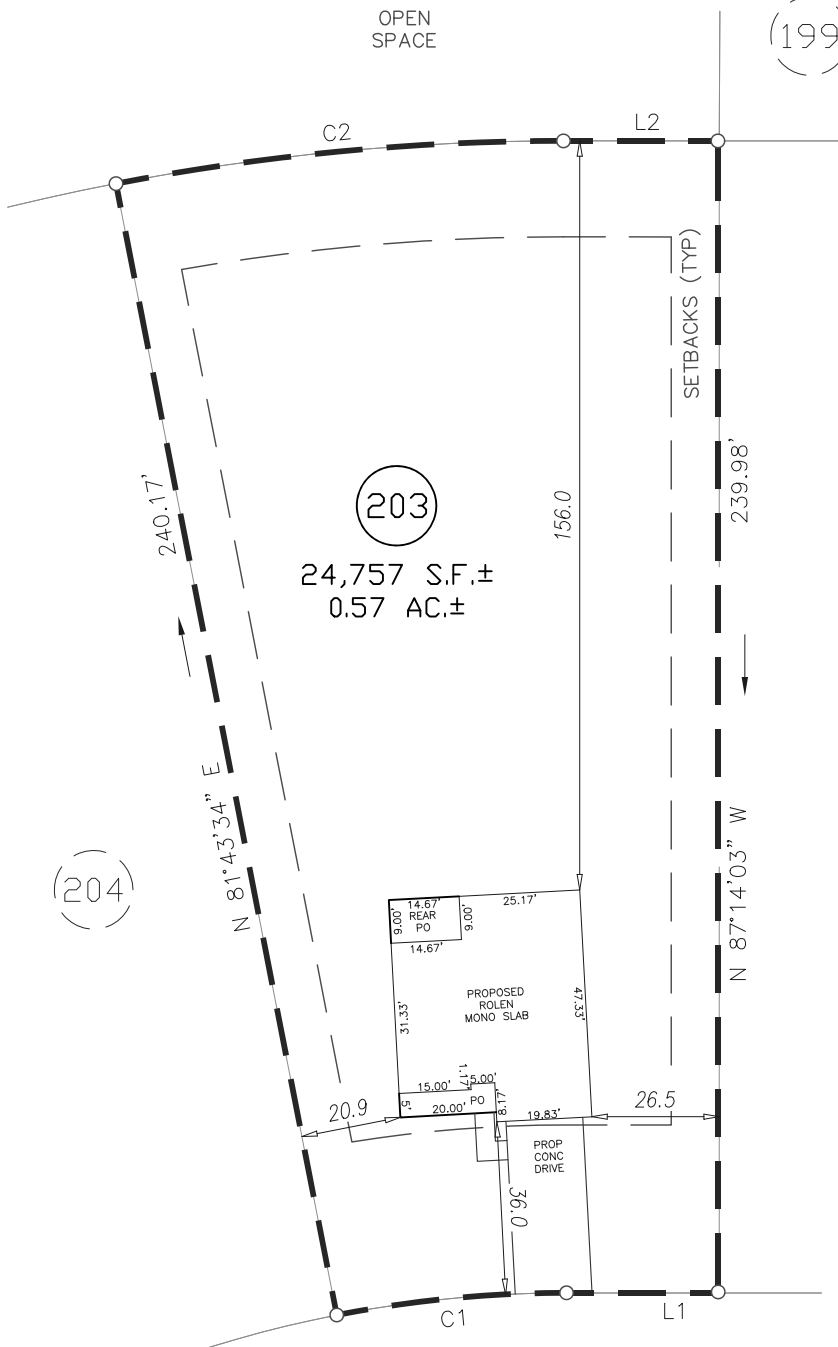 OPEN
SPACE
199
C2
L2
SETBACKS (TYP)
240.17'
239.98'
156.0
203
24,757 S.F.±
0.57 AC.±
N 81°43'34" E
N 87°14'03" W
204
14.67'
25.17'
REAR
PO
9.00'
9.00'
14.67'
PROPOSED
ROLEN
MONO SLAB
47.33'
31.33'
1.17'
5.00'
15.00'
PO
5'
20.00'
8.17'
19.83'
20.9
26.5
PROP
CONC
DRIVE
36.0
C1
L1